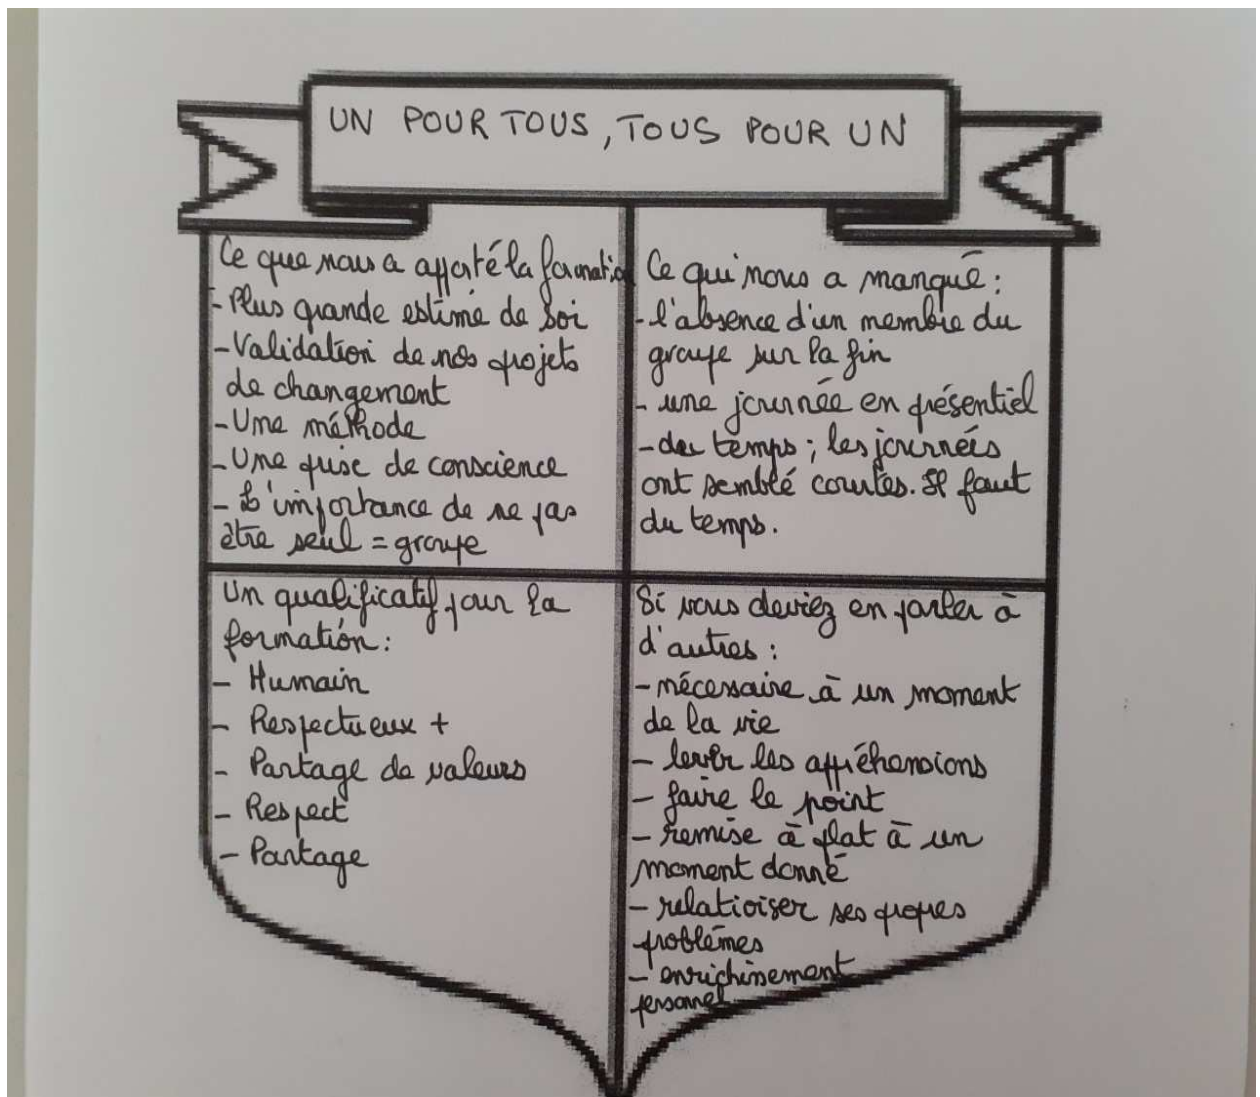 UN POUR TOUS, TOUS POUR UN
Ce que nous a apporté la formation
- Plus grande estime de soi
- Validation de nos projets
de changement
- Une méthode
- Une prise de conscience
- L'importance de ne pas
être seul = groupe
Ce qui nous a manqué :
- l'absence d'un membre du
groupe sur la fin
- une journée en présentiel
- du temps ; les journées
ont semblé courtes. Il faut
du temps.
Un qualificatif pour la
formation :
- Humain
- Respectueux +
- Partage de valeurs
- Respect
- Partage
Si vous deviez en parler à
d'autres :
- nécessaire à un moment
de la vie
- lever les appréhensions
- faire le point
- remise à plat à un
moment donné
- relativiser ses propres
problèmes
- enrichissement
personnel